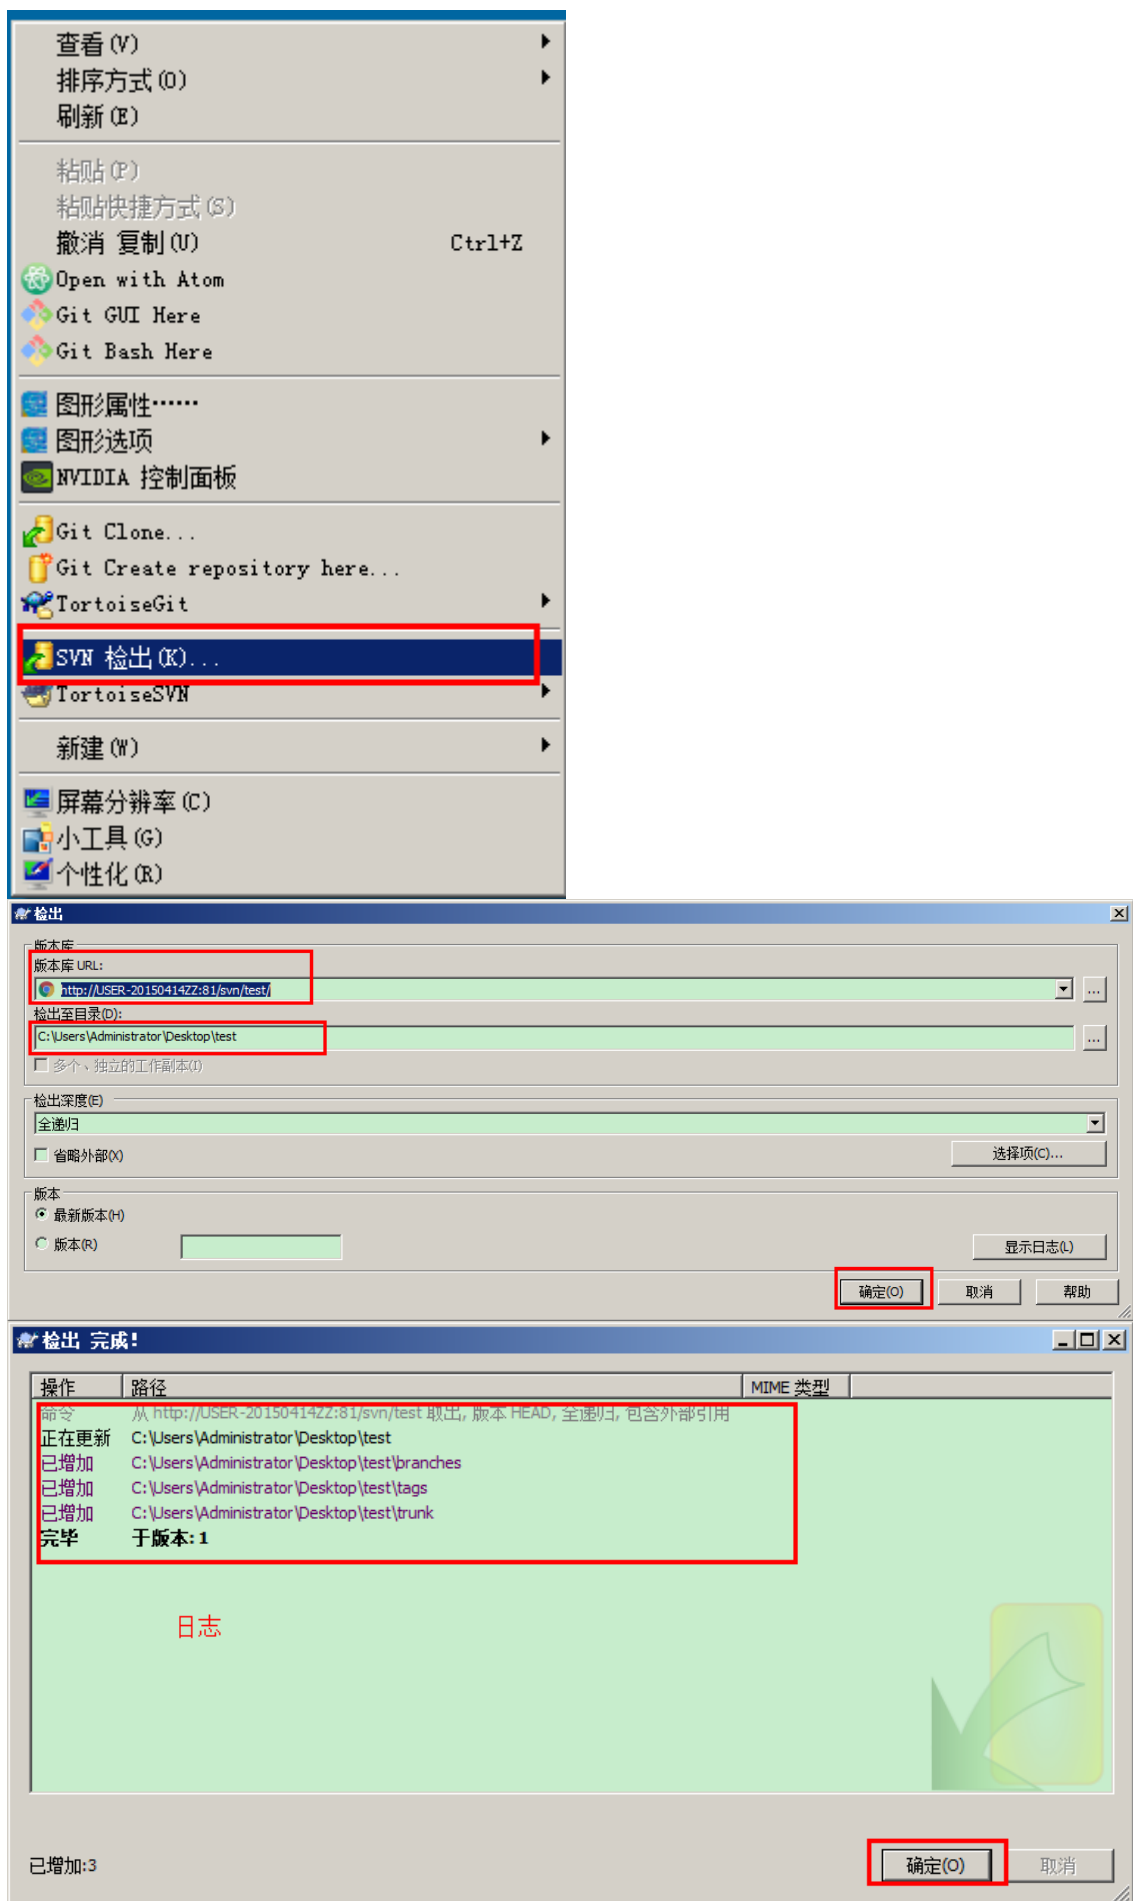 查看(V)
排序方式(O)
刷新(E)
粘贴(P)
粘贴快捷方式(S)
撤消 复制(U) Ctrl+Z
Open with Atom
Git GUI Here
Git Bash Here
图形属性……
图形选项
NVIDIA 控制面板
Git Clone...
Git Create repository here...
TortoiseGit
SVN 检出(K)...
TortoiseSVN
新建(W)
屏幕分辨率(C)
小工具(G)
个性化(R)
检出
版本库
版本库 URL:
http://USER-20150414ZZ:81/svn/test/
...
检出至目录(D):
C:\Users\Administrator\Desktop\test
...
多个、独立的工作副本(I)
检出深度(E)
全递归
省略外部(X)
选择项(C)...
版本
最新版本(H)
版本(R)
显示日志(L)
确定(O) 取消 帮助
检出 完成!
操作 路径 MIME 类型
命令 从 http://USER-20150414ZZ:81/svn/test 取出, 版本 HEAD, 全递归, 包含外部引用
正在更新 C:\Users\Administrator\Desktop\test
已增加 C:\Users\Administrator\Desktop\test\branches
已增加 C:\Users\Administrator\Desktop\test\tags
已增加 C:\Users\Administrator\Desktop\test\trunk
完毕 于版本: 1
日志
已增加:3
确定(O) 取消